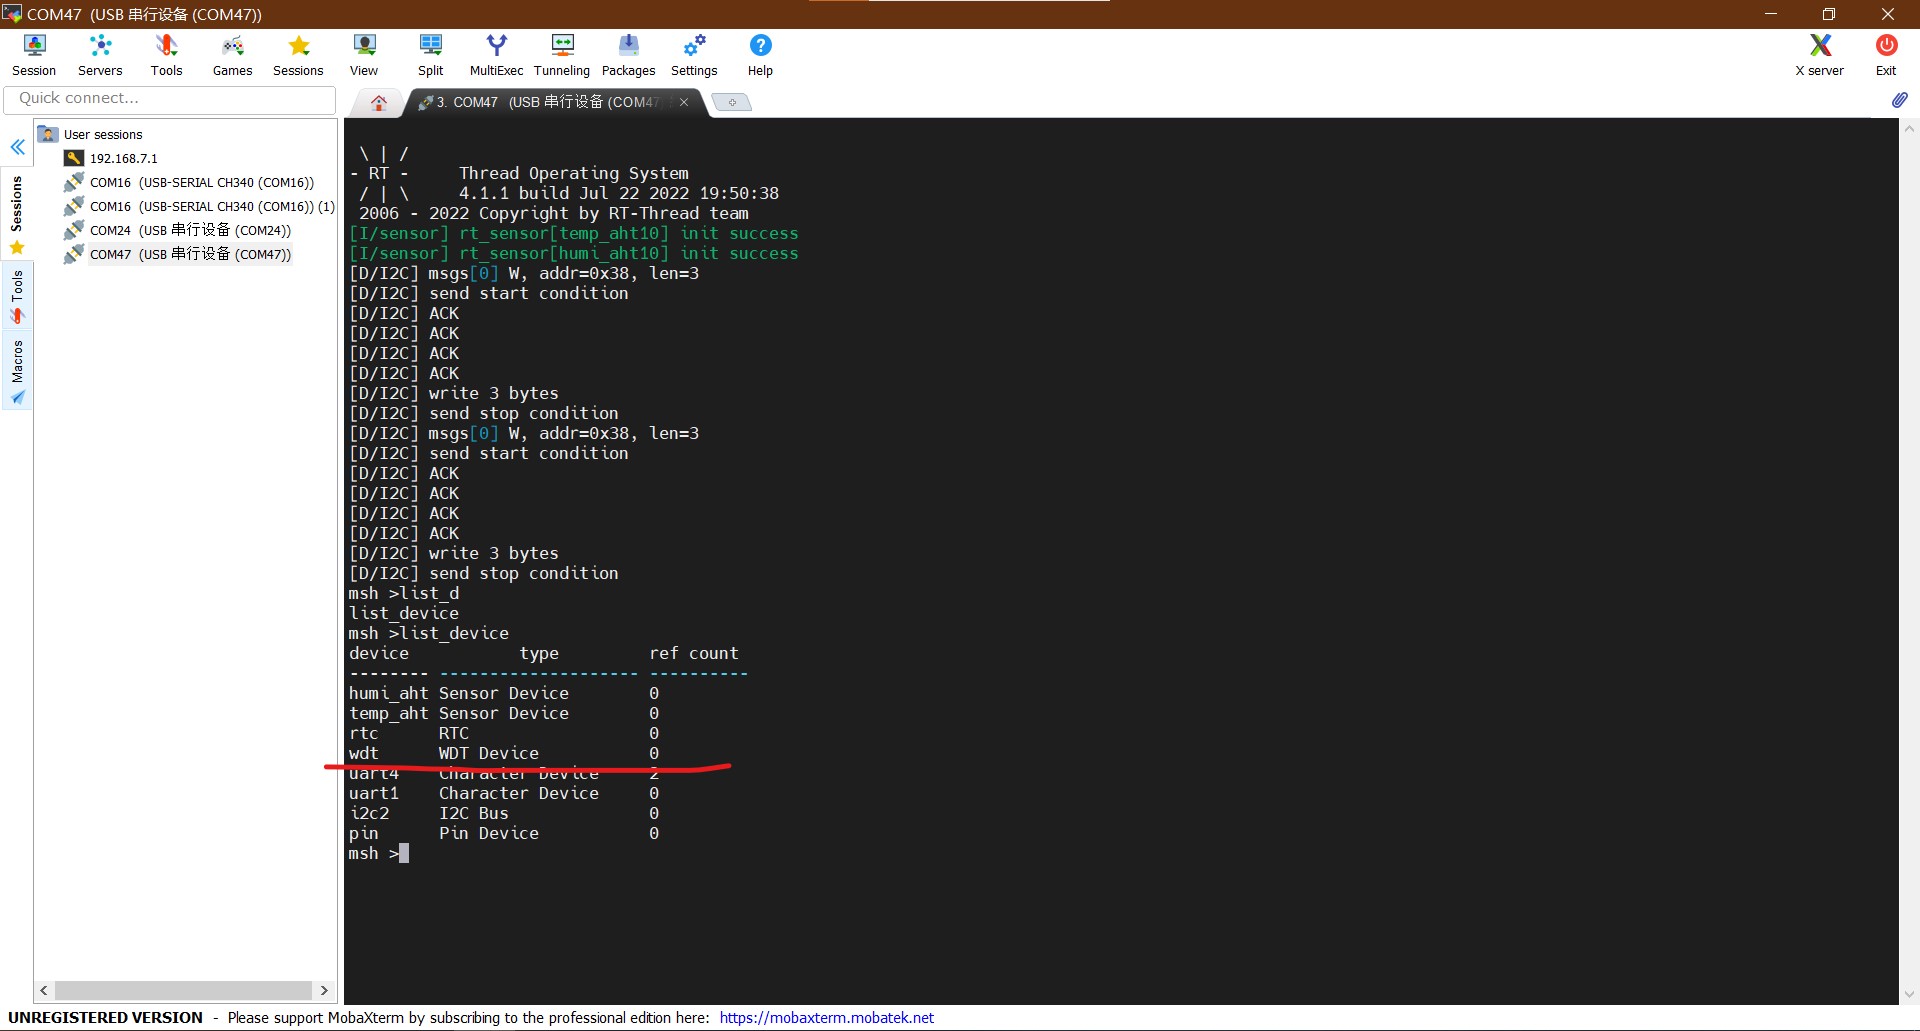 COM47 (USB 串行设备 (COM47))
Session Servers Tools Games Sessions View Split MultiExec Tunneling Packages Settings Help X server Exit
Quick connect...
3. COM47 (USB 串行设备 (COM47
User sessions
192.168.7.1
COM16 (USB-SERIAL CH340 (COM16))
COM16 (USB-SERIAL CH340 (COM16)) (1)
COM24 (USB 串行设备 (COM24))
COM47 (USB 串行设备 (COM47))
Sessions
Tools
Macros
\ | /
- RT - Thread Operating System
/ | \ 4.1.1 build Jul 22 2022 19:50:38
2006 - 2022 Copyright by RT-Thread team
[I/sensor] rt_sensor[temp_aht10] init success
[I/sensor] rt_sensor[humi_aht10] init success
[D/I2C] msgs[0] W, addr=0x38, len=3
[D/I2C] send start condition
[D/I2C] ACK
[D/I2C] ACK
[D/I2C] ACK
[D/I2C] ACK
[D/I2C] write 3 bytes
[D/I2C] send stop condition
[D/I2C] msgs[0] W, addr=0x38, len=3
[D/I2C] send start condition
[D/I2C] ACK
[D/I2C] ACK
[D/I2C] ACK
[D/I2C] ACK
[D/I2C] write 3 bytes
[D/I2C] send stop condition
msh >list_d
list_device
msh >list_device
device type ref count
-------- -------------------- ----------
humi_aht Sensor Device 0
temp_aht Sensor Device 0
rtc RTC 0
wdt WDT Device 0
uart4 Character Device 2
uart1 Character Device 0
i2c2 I2C Bus 0
pin Pin Device 0
msh >
UNREGISTERED VERSION - Please support MobaXterm by subscribing to the professional edition here: https://mobaxterm.mobatek.net